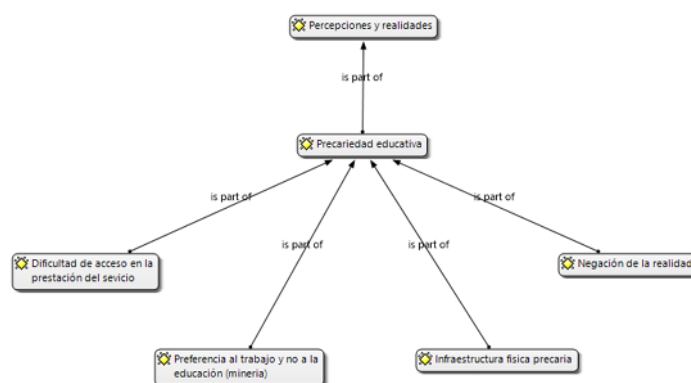 Percepciones y realidades
is part of
Precariedad educativa
is part of
is part of
is part of
is part of
Dificultad de acceso en la
prestación del sevicio
Negación de la realidad
Preferencia al trabajo y no a la
educación (mineria)
Infraestructura fisica precaria